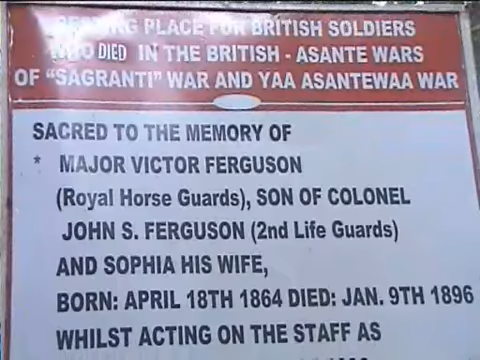 RESTING PLACE FOR BRITISH SOLDIERS
WHO DIED IN THE BRITISH - ASANTE WARS
OF "SAGRANTI" WAR AND YAA ASANTEWAA WAR
SACRED TO THE MEMORY OF
* MAJOR VICTOR FERGUSON
(Royal Horse Guards), SON OF COLONEL
JOHN S. FERGUSON (2nd Life Guards)
AND SOPHIA HIS WIFE,
BORN: APRIL 18TH 1864 DIED: JAN. 9TH 1896
WHILST ACTING ON THE STAFF AS